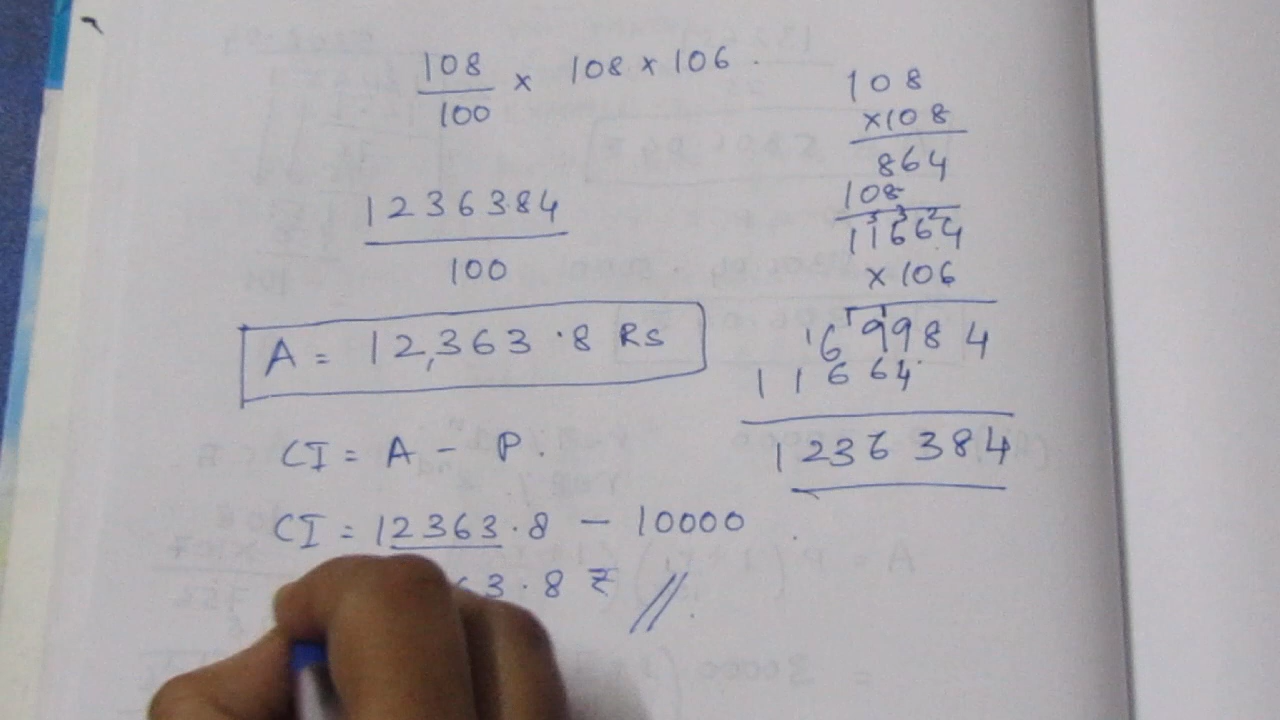 108/100 × 108 × 106
1236384
100
A = 12,363.8 RS
CI = A - P.
CI = 12363.8 - 10000
63.8 ₹ //
108
×108
864
108
11664
×106
69984
11664
1236384